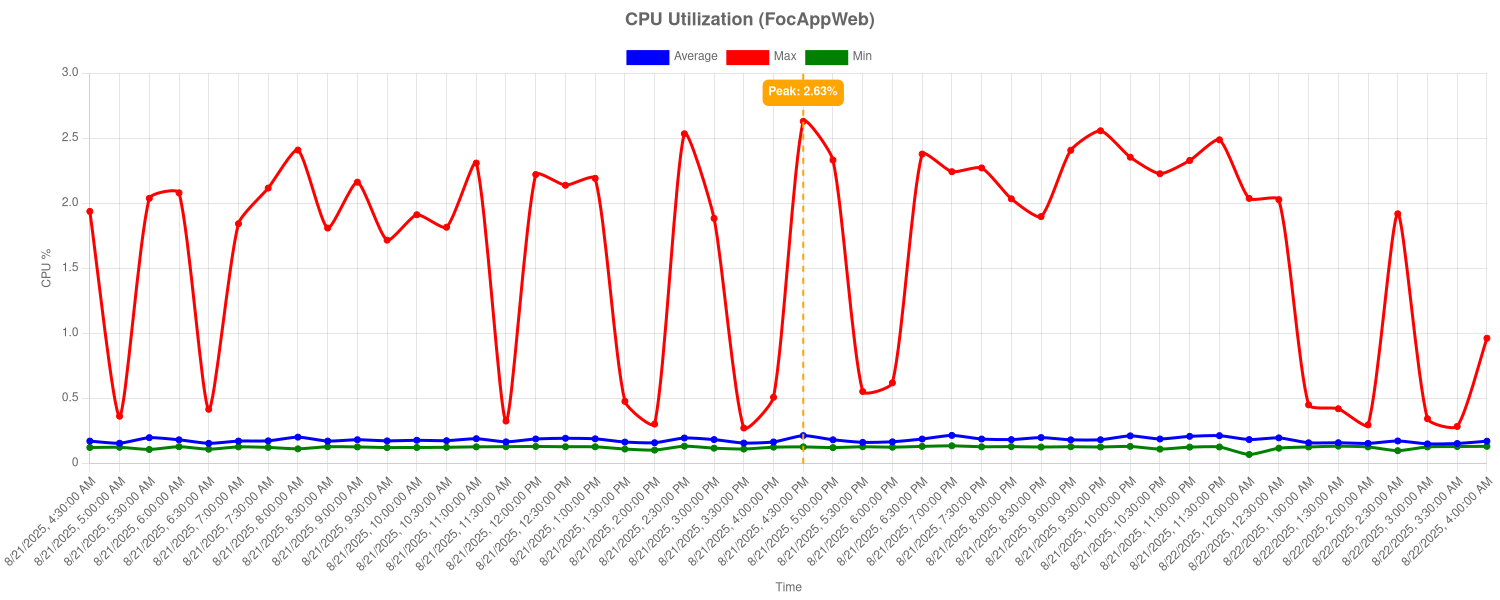 CPU Utilization (FocAppWeb)
Average Max Min
Peak: 2.63%
3.0
2.5
2.0
1.5
1.0
0.5
0
CPU %
8/21/2025, 4:30:00 AM
8/21/2025, 5:00:00 AM
8/21/2025, 5:30:00 AM
8/21/2025, 6:00:00 AM
8/21/2025, 6:30:00 AM
8/21/2025, 7:00:00 AM
8/21/2025, 7:30:00 AM
8/21/2025, 8:00:00 AM
8/21/2025, 8:30:00 AM
8/21/2025, 9:00:00 AM
8/21/2025, 9:30:00 AM
8/21/2025, 10:00:00 AM
8/21/2025, 10:30:00 AM
8/21/2025, 11:00:00 AM
8/21/2025, 11:30:00 AM
8/21/2025, 12:00:00 PM
8/21/2025, 12:30:00 PM
8/21/2025, 1:00:00 PM
8/21/2025, 1:30:00 PM
8/21/2025, 2:00:00 PM
8/21/2025, 2:30:00 PM
8/21/2025, 3:00:00 PM
8/21/2025, 3:30:00 PM
8/21/2025, 4:00:00 PM
8/21/2025, 4:30:00 PM
8/21/2025, 5:00:00 PM
8/21/2025, 5:30:00 PM
8/21/2025, 6:00:00 PM
8/21/2025, 6:30:00 PM
8/21/2025, 7:00:00 PM
8/21/2025, 7:30:00 PM
8/21/2025, 8:00:00 PM
8/21/2025, 8:30:00 PM
8/21/2025, 9:00:00 PM
8/21/2025, 9:30:00 PM
8/21/2025, 10:00:00 PM
8/21/2025, 10:30:00 PM
8/21/2025, 11:00:00 PM
8/21/2025, 11:30:00 PM
8/22/2025, 12:00:00 AM
8/22/2025, 12:30:00 AM
8/22/2025, 1:00:00 AM
8/22/2025, 1:30:00 AM
8/22/2025, 2:00:00 AM
8/22/2025, 2:30:00 AM
8/22/2025, 3:00:00 AM
8/22/2025, 3:30:00 AM
8/22/2025, 4:00:00 AM
Time